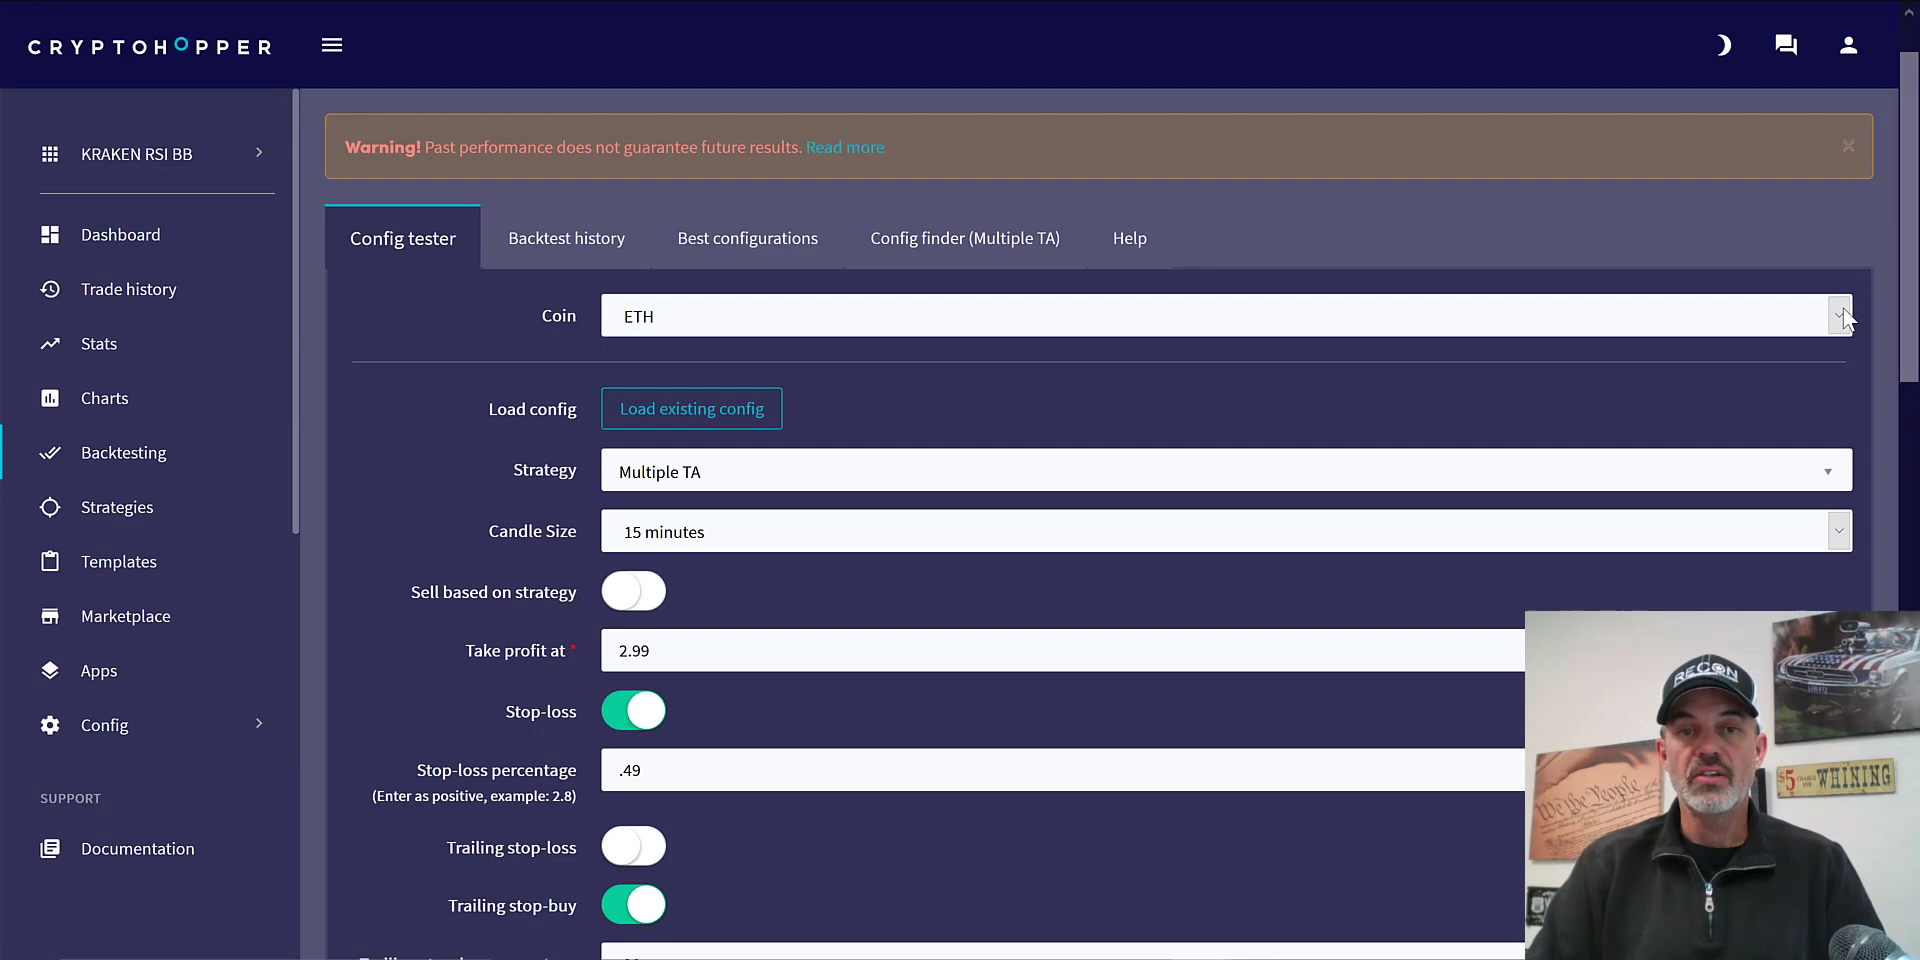 CRYPTOHOPPER
KRAKEN RSI BB
Dashboard
Trade history
Stats
Charts
Backtesting
Strategies
Templates
Marketplace
Apps
Config
SUPPORT
Documentation
Warning! Past performance does not guarantee future results. Read more
Config tester
Backtest history
Best configurations
Config finder (Multiple TA)
Help
Coin
ETH
Load config
Load existing config
Strategy
Multiple TA
Candle Size
15 minutes
Sell based on strategy
Take profit at *
2.99
Stop-loss
Stop-loss percentage
(Enter as positive, example: 2.8)
.49
Trailing stop-loss
Trailing stop-buy
RECON
We the People
$5 CHARGE FOR WHINING